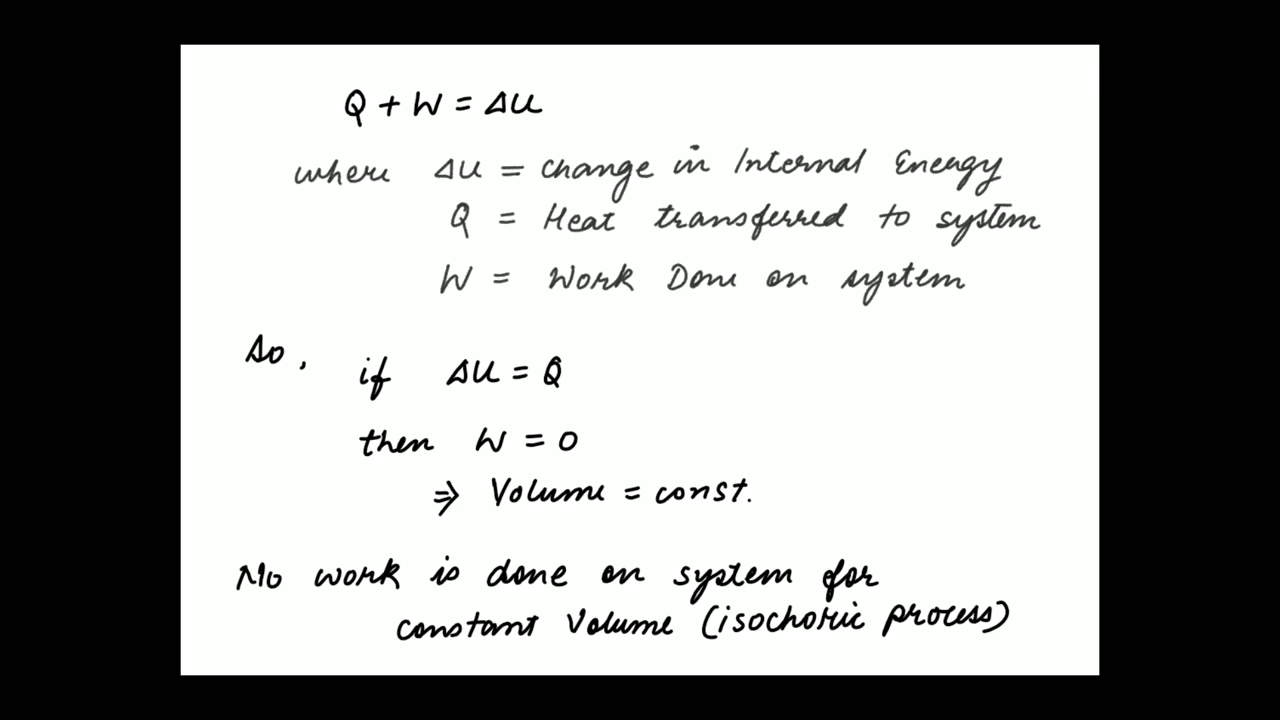 Q + W = ΔU
where ΔU = change in Internal Energy
Q = Heat transferred to system
W = Work Done on system
So, if ΔU = Q
then W = 0
⇒ Volume = const.
No work is done on system for
constant Volume (isochoric process)